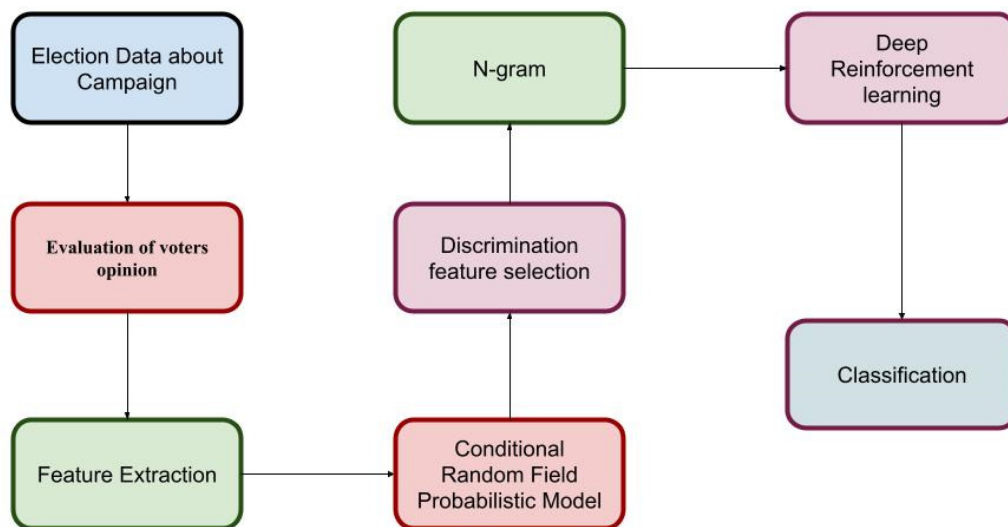 Election Data about
Campaign
Evaluation of voters
opinion
Feature Extraction
Conditional
Random Field
Probabilistic Model
Discrimination
feature selection
N-gram
Deep
Reinforcement
learning
Classification